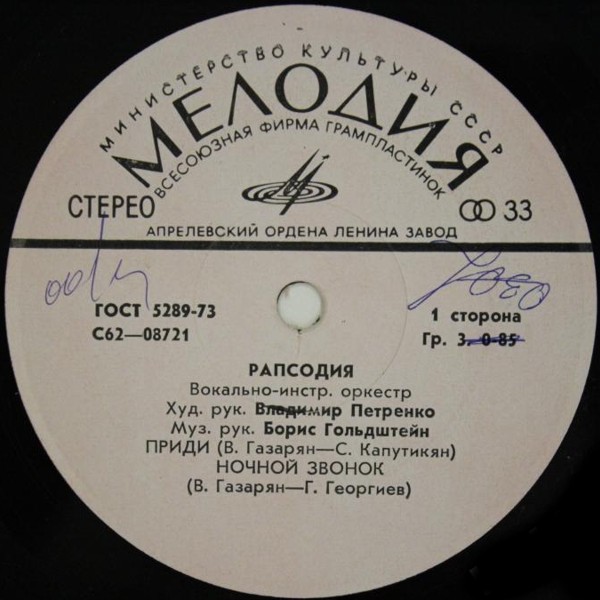 МИНИСТЕРСТВО КУЛЬТУРЫ СССР
МЕЛОДИЯ
ВСЕСОЮЗНАЯ ФИРМА ГРАМПЛАСТИНОК
СТЕРЕО
33
АПРЕЛЕВСКИЙ ОРДЕНА ЛЕНИНА ЗАВОД
ГОСТ 5289-73
1 сторона
С62—08721
Гр. 3. 0-85
РАПСОДИЯ
Вокально-инстр. оркестр
Худ. рук. Владимир Петренко
Муз. рук. Борис Гольдштейн
ПРИДИ (В. Газарян—С. Капутикян)
НОЧНОЙ ЗВОНОК
(В. Газарян—Г. Георгиев)